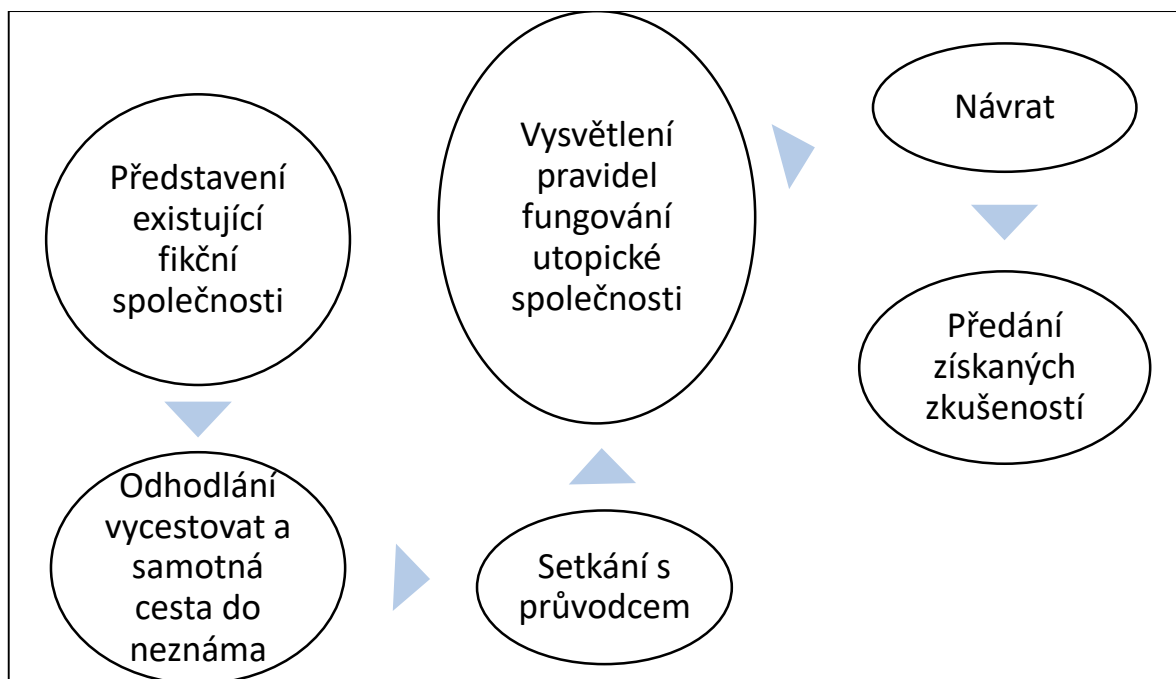 Představení
existující
fikční
společnosti
Odhodlání
vycestovat a
samotná
cesta do
neznáma
Setkání s
průvodcem
Vysvětlení
pravidel
fungování
utopické
společnosti
Návrat
Předání
získaných
zkušeností